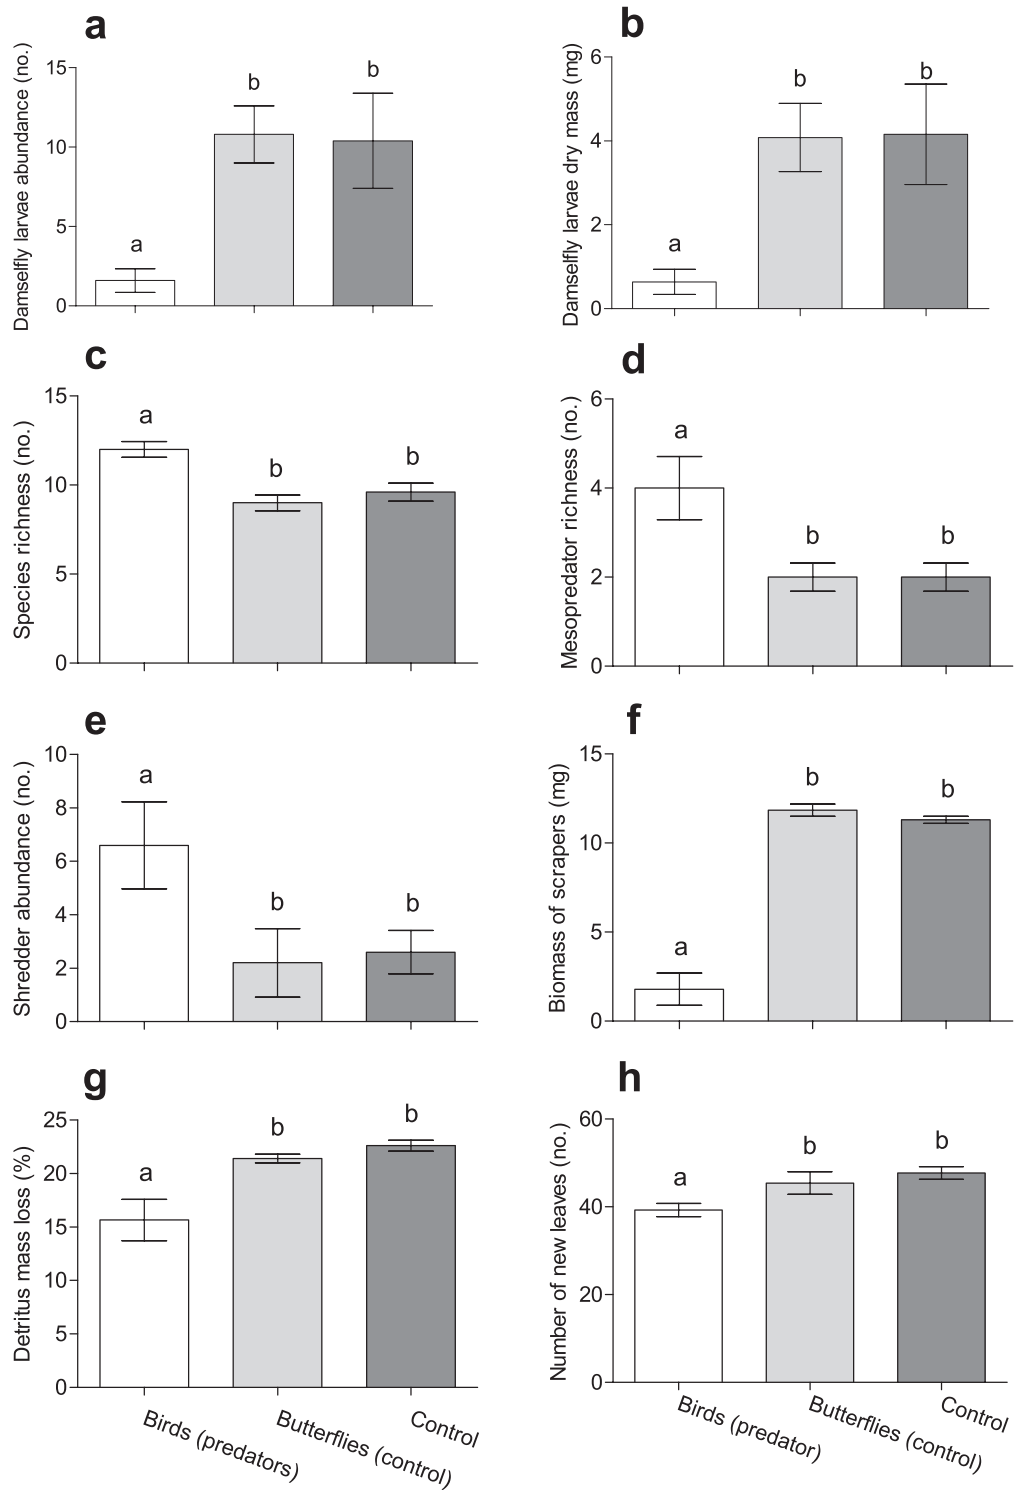 a
Damselfly larvae abundance (no.)
15
10
5
0
a
b
b
b
Damselfly larvae dry mass (mg)
6
4
2
0
a
b
b
c
Species richness (no.)
15
10
5
0
a
b
b
d
Mesopredator richness (no.)
6
4
2
0
a
b
b
e
Shredder abundance (no.)
10
8
6
4
2
0
a
b
b
f
Biomass of scrapers (mg)
15
10
5
0
a
b
b
g
Detritus mass loss (%)
25
20
15
10
5
0
a
b
b
Birds (predators)
Butterflies (control)
Control
h
Number of new leaves (no.)
60
40
20
0
a
b
b
Birds (predator)
Butterflies (control)
Control